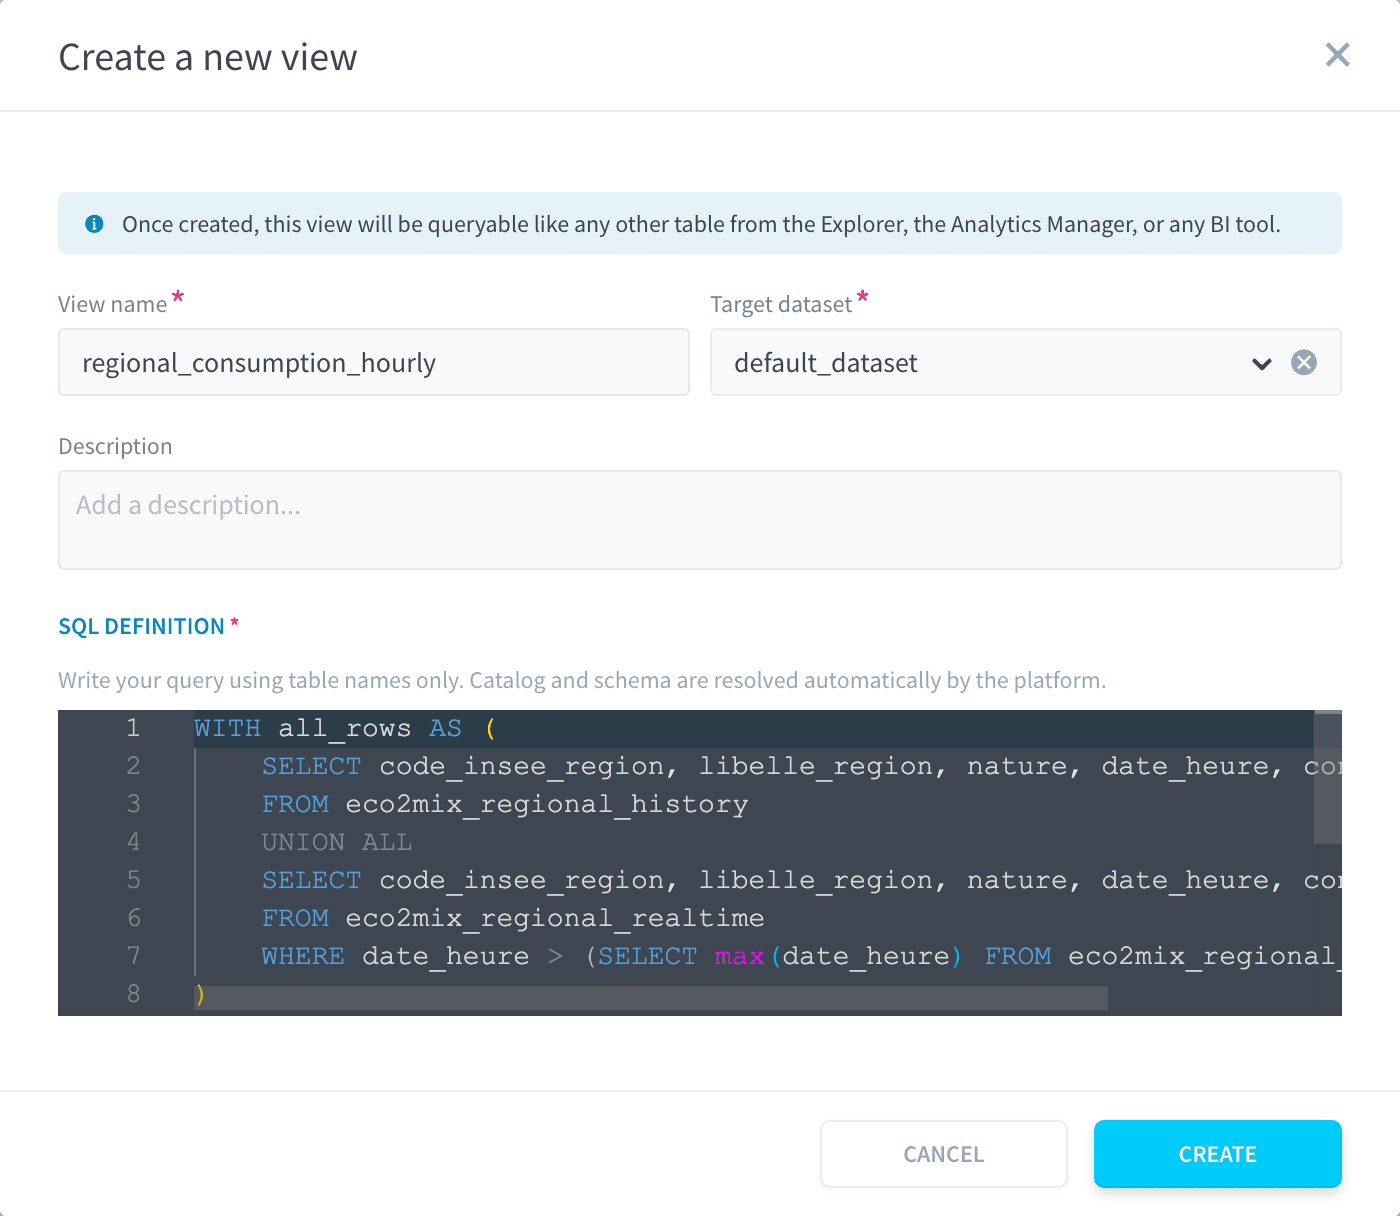 Create a new view
Once created, this view will be queryable like any other table from the Explorer, the Analytics Manager, or any BI tool.
View name *
Target dataset *
regional_consumption_hourly
default_dataset
Description
Add a description...
SQL DEFINITION *
Write your query using table names only. Catalog and schema are resolved automatically by the platform.
1 WITH all_rows AS (
2 SELECT code_insee_region, libelle_region, nature, date_heure,
3 FROM eco2mix_regional_history
4 UNION ALL
5 SELECT code_insee_region, libelle_region, nature, date_heure,
6 FROM eco2mix_regional_realtime
7 WHERE date_heure > (SELECT max(date_heure) FROM eco2mix_regional_
8 )
CANCEL
CREATE